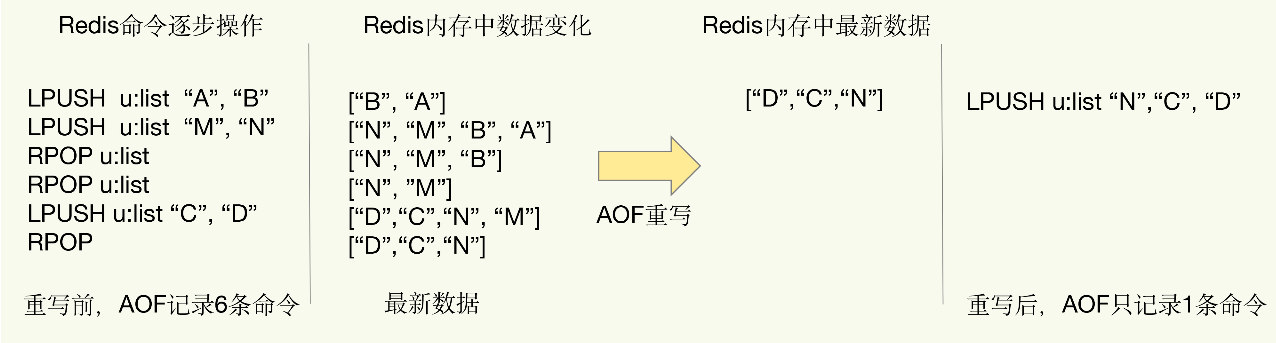 Redis命令逐步操作
LPUSH u:list “A”, “B”
LPUSH u:list “M”, “N”
RPOP u:list
RPOP u:list
LPUSH u:list “C”, “D”
RPOP
重写前，AOF记录6条命令
Redis内存中数据变化
[“B”, “A”]
[“N”, “M”, “B”, “A”]
[“N”, “M”, “B”]
[“N”, ”M”]
[“D”,“C”,“N”, “M”]
[“D”,“C”,“N”]
最新数据
AOF重写
Redis内存中最新数据
[“D”,“C”,“N”]
LPUSH u:list “N”,“C”, “D”
重写后，AOF只记录1条命令